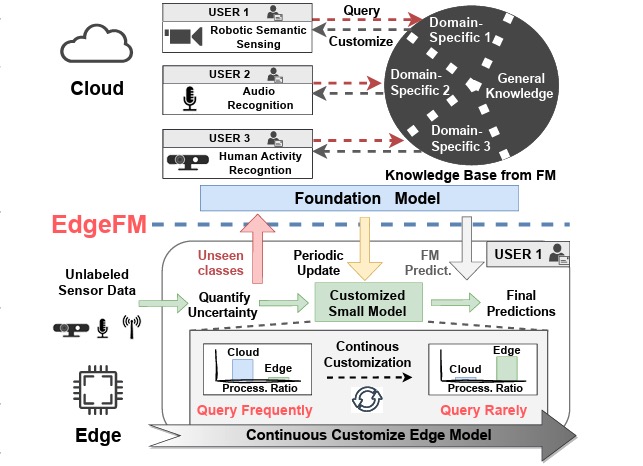 USER 1
Robotic Semantic
Sensing
Query
Customize
Domain-
Specific 1
Cloud
USER 2
Audio
Recognition
Domain-
Specific 2
General
Knowledge
USER 3
Human Activity
Recogntion
Domain-
Specific 3
Knowledge Base from FM
Foundation Model
EdgeFM
USER 1
Unseen
classes
Periodic
Update
FM
Predict.
Unlabeled
Sensor Data
Quantify
Uncertainty
Customized
Small Model
Final
Predictions
Cloud
Edge
Process. Ratio
Query Frequently
Continous
Customization
Edge
Cloud
Process. Ratio
Query Rarely
Edge
Continuous Customize Edge Model